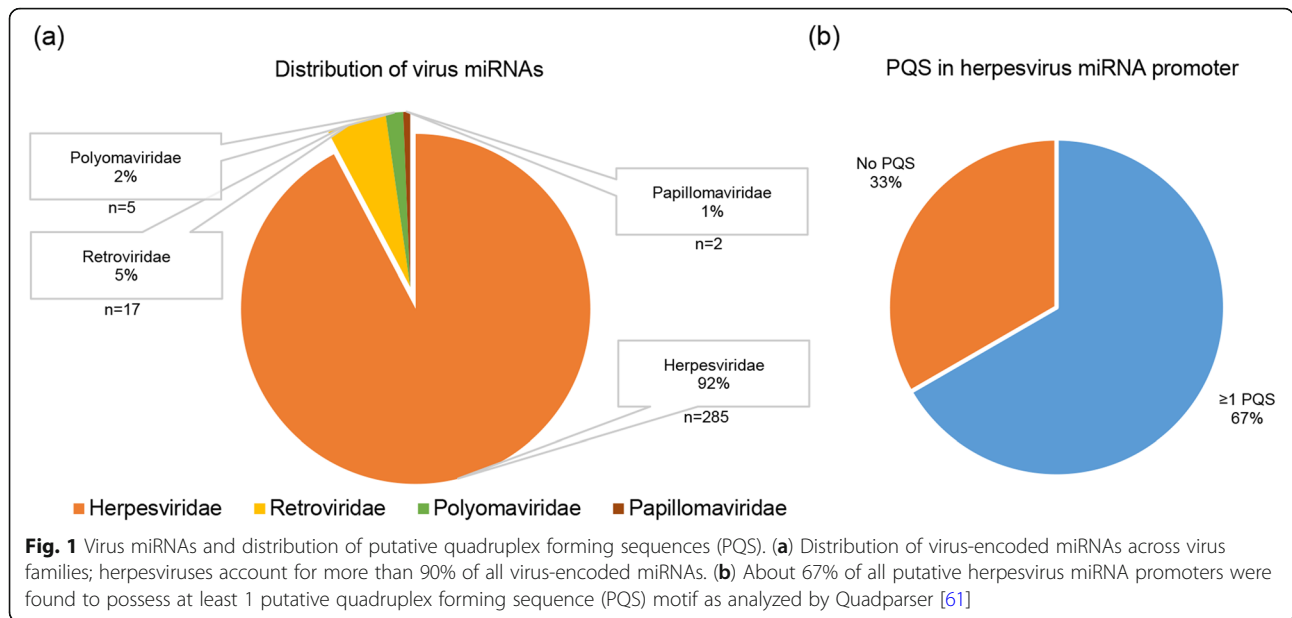 (a)
Distribution of virus miRNAs
Polyomaviridae
2%
n=5
Retroviridae
5%
n=17
Papillomaviridae
1%
n=2
Herpesviridae
92%
n=285
Herpesviridae Retroviridae Polyomaviridae Papillomaviridae
(b)
PQS in herpesvirus miRNA promoter
No PQS
33%
≥1 PQS
67%
Fig. 1 Virus miRNAs and distribution of putative quadruplex forming sequences (PQS). (a) Distribution of virus-encoded miRNAs across virus
families; herpesviruses account for more than 90% of all virus-encoded miRNAs. (b) About 67% of all putative herpesvirus miRNA promoters were
found to possess at least 1 putative quadruplex forming sequence (PQS) motif as analyzed by Quadparser [61]